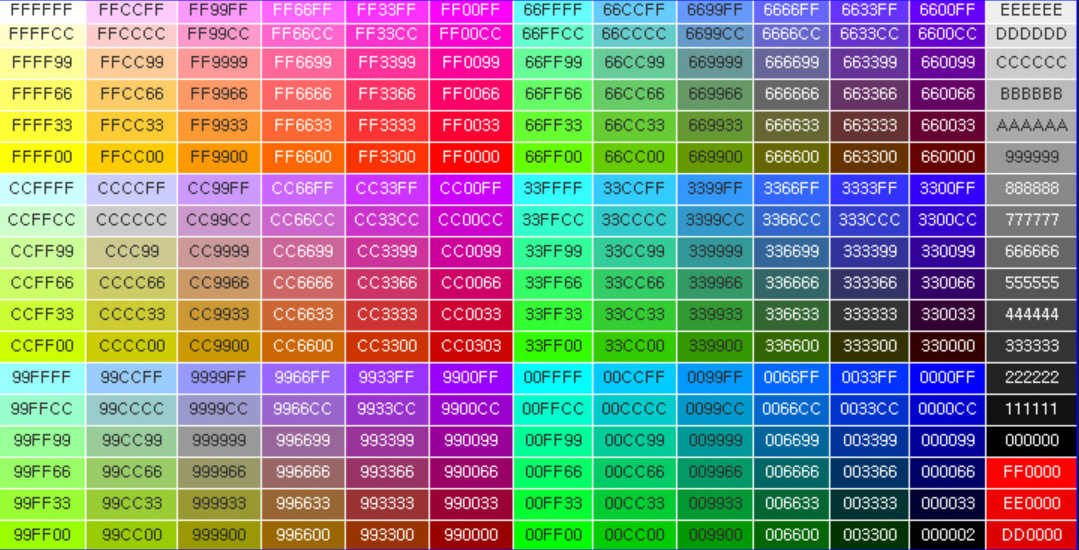 FFFFFF FFCCFF FF99FF FF66FF FF33FF FF00FF 66FFFF 66CCFF 6699FF 6666FF 6633FF 6600FF EEEEEE
FFFFCC FFCCCC FF99CC FF66CC FF33CC FF00CC 66FFCC 66CCCC 6699CC 6666CC 6633CC 6600CC DDDDDD
FFFF99 FFCC99 FF9999 FF6699 FF3399 FF0099 66FF99 66CC99 669999 666699 663399 660099 CCCCCC
FFFF66 FFCC66 FF9966 FF6666 FF3366 FF0066 66FF66 66CC66 669966 666666 663366 660066 BBBBBB
FFFF33 FFCC33 FF9933 FF6633 FF3333 FF0033 66FF33 66CC33 669933 666633 663333 660033 AAAAAA
FFFF00 FFCC00 FF9900 FF6600 FF3300 FF0000 66FF00 66CC00 669900 666600 663300 660000 999999
CCFFFF CCCCFF CC99FF CC66FF CC33FF CC00FF 33FFFF 33CCFF 3399FF 3366FF 3333FF 3300FF 888888
CCFFCC CCCCCC CC99CC CC66CC CC33CC CC00CC 33FFCC 33CCCC 3399CC 3366CC 333CCC 3300CC 777777
CCFF99 CCC99 CC9999 CC6699 CC3399 CC0099 33FF99 33CC99 339999 336699 333399 330099 666666
CCFF66 CCCC66 CC9966 CC6666 CC3366 CC0066 33FF66 33CC66 339966 336666 333366 330066 555555
CCFF33 CCCC33 CC9933 CC6633 CC3333 CC0033 33FF33 33CC33 339933 336633 333333 330033 444444
CCFF00 CCCC00 CC9900 CC6600 CC3300 CC0303 33FF00 33CC00 339900 336600 333300 330000 333333
99FFFF 99CCFF 9999FF 9966FF 9933FF 9900FF 00FFFF 00CCFF 0099FF 0066FF 0033FF 0000FF 222222
99FFCC 99CCCC 9999CC 9966CC 9933CC 9900CC 00FFCC 00CCCC 0099CC 0066CC 0033CC 0000CC 111111
99FF99 99CC99 999999 996699 993399 990099 00FF99 00CC99 009999 006699 003399 000099 000000
99FF66 99CC66 999966 996666 993366 990066 00FF66 00CC66 009966 006666 003366 000066 FF0000
99FF33 99CC33 999933 996633 993333 990033 00FF33 00CC33 009933 006633 003333 000033 EE0000
99FF00 99CC00 999900 996600 993300 990000 00FF00 00CC00 009900 006600 003300 000002 DD0000